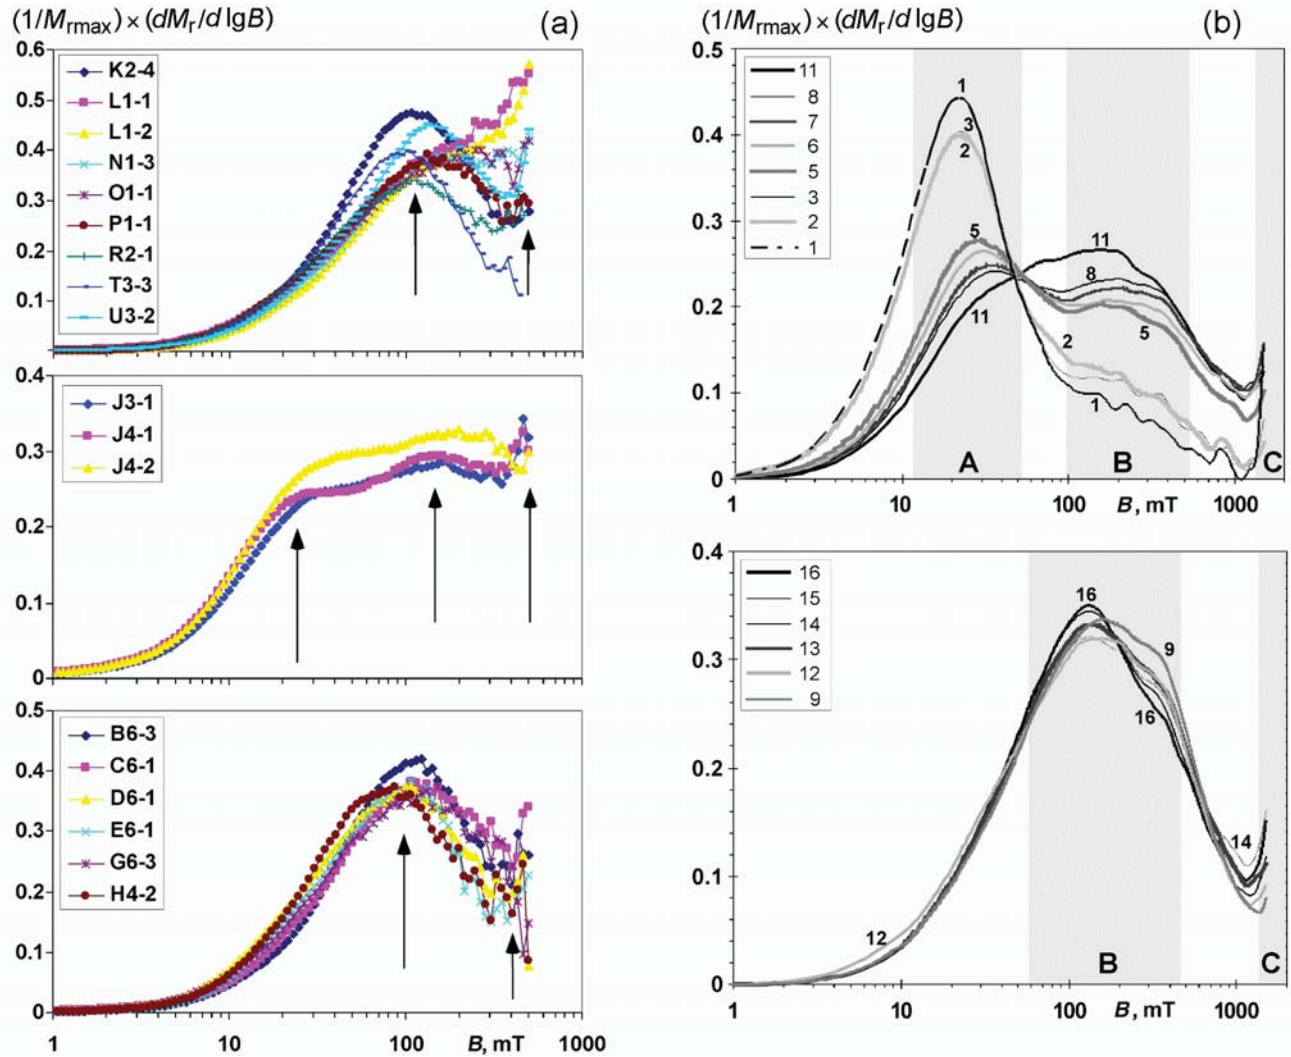 (1/Mrmax) × (dMr/d lgB) (a)
0.6
0.5
0.4
0.3
0.2
0.1
K2-4
L1-1
L1-2
N1-3
O1-1
P1-1
R2-1
T3-3
U3-2
1 10 100 1000
0.4
0.3
0.2
0.1
0
J3-1
J4-1
J4-2
0.5
0.4
0.3
0.2
0.1
0
B6-3
C6-1
D6-1
E6-1
G6-3
H4-2
1 10 100 B, mT 1000
(1/Mrmax) × (dMr/d lgB) (b)
0.5
0.4
0.3
0.2
0.1
0
11
8
7
6
5
3
2
1
1
3
2
5
11
8
11
2
5
1
A B C
1 10 100 B, mT 1000
0.4
0.3
0.2
0.1
0
16
15
14
13
12
9
16
9
16
14
12
B C
1 10 100 B, mT 1000